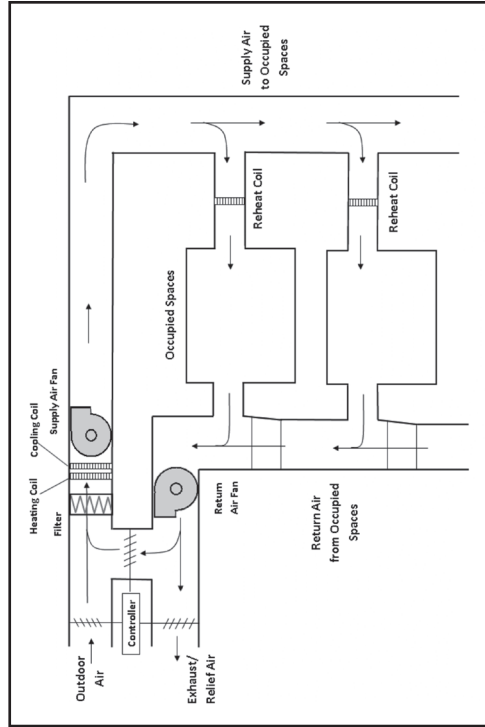 Heating Coil
Cooling Coil
Filter
Supply Air Fan
Outdoor
Air
Controller
Exhaust/
Relief Air
Return
Air Fan
Occupied Spaces
Supply Air
to Occupied
Spaces
Reheat Coil
Return Air
from Occupied
Spaces
Reheat Coil